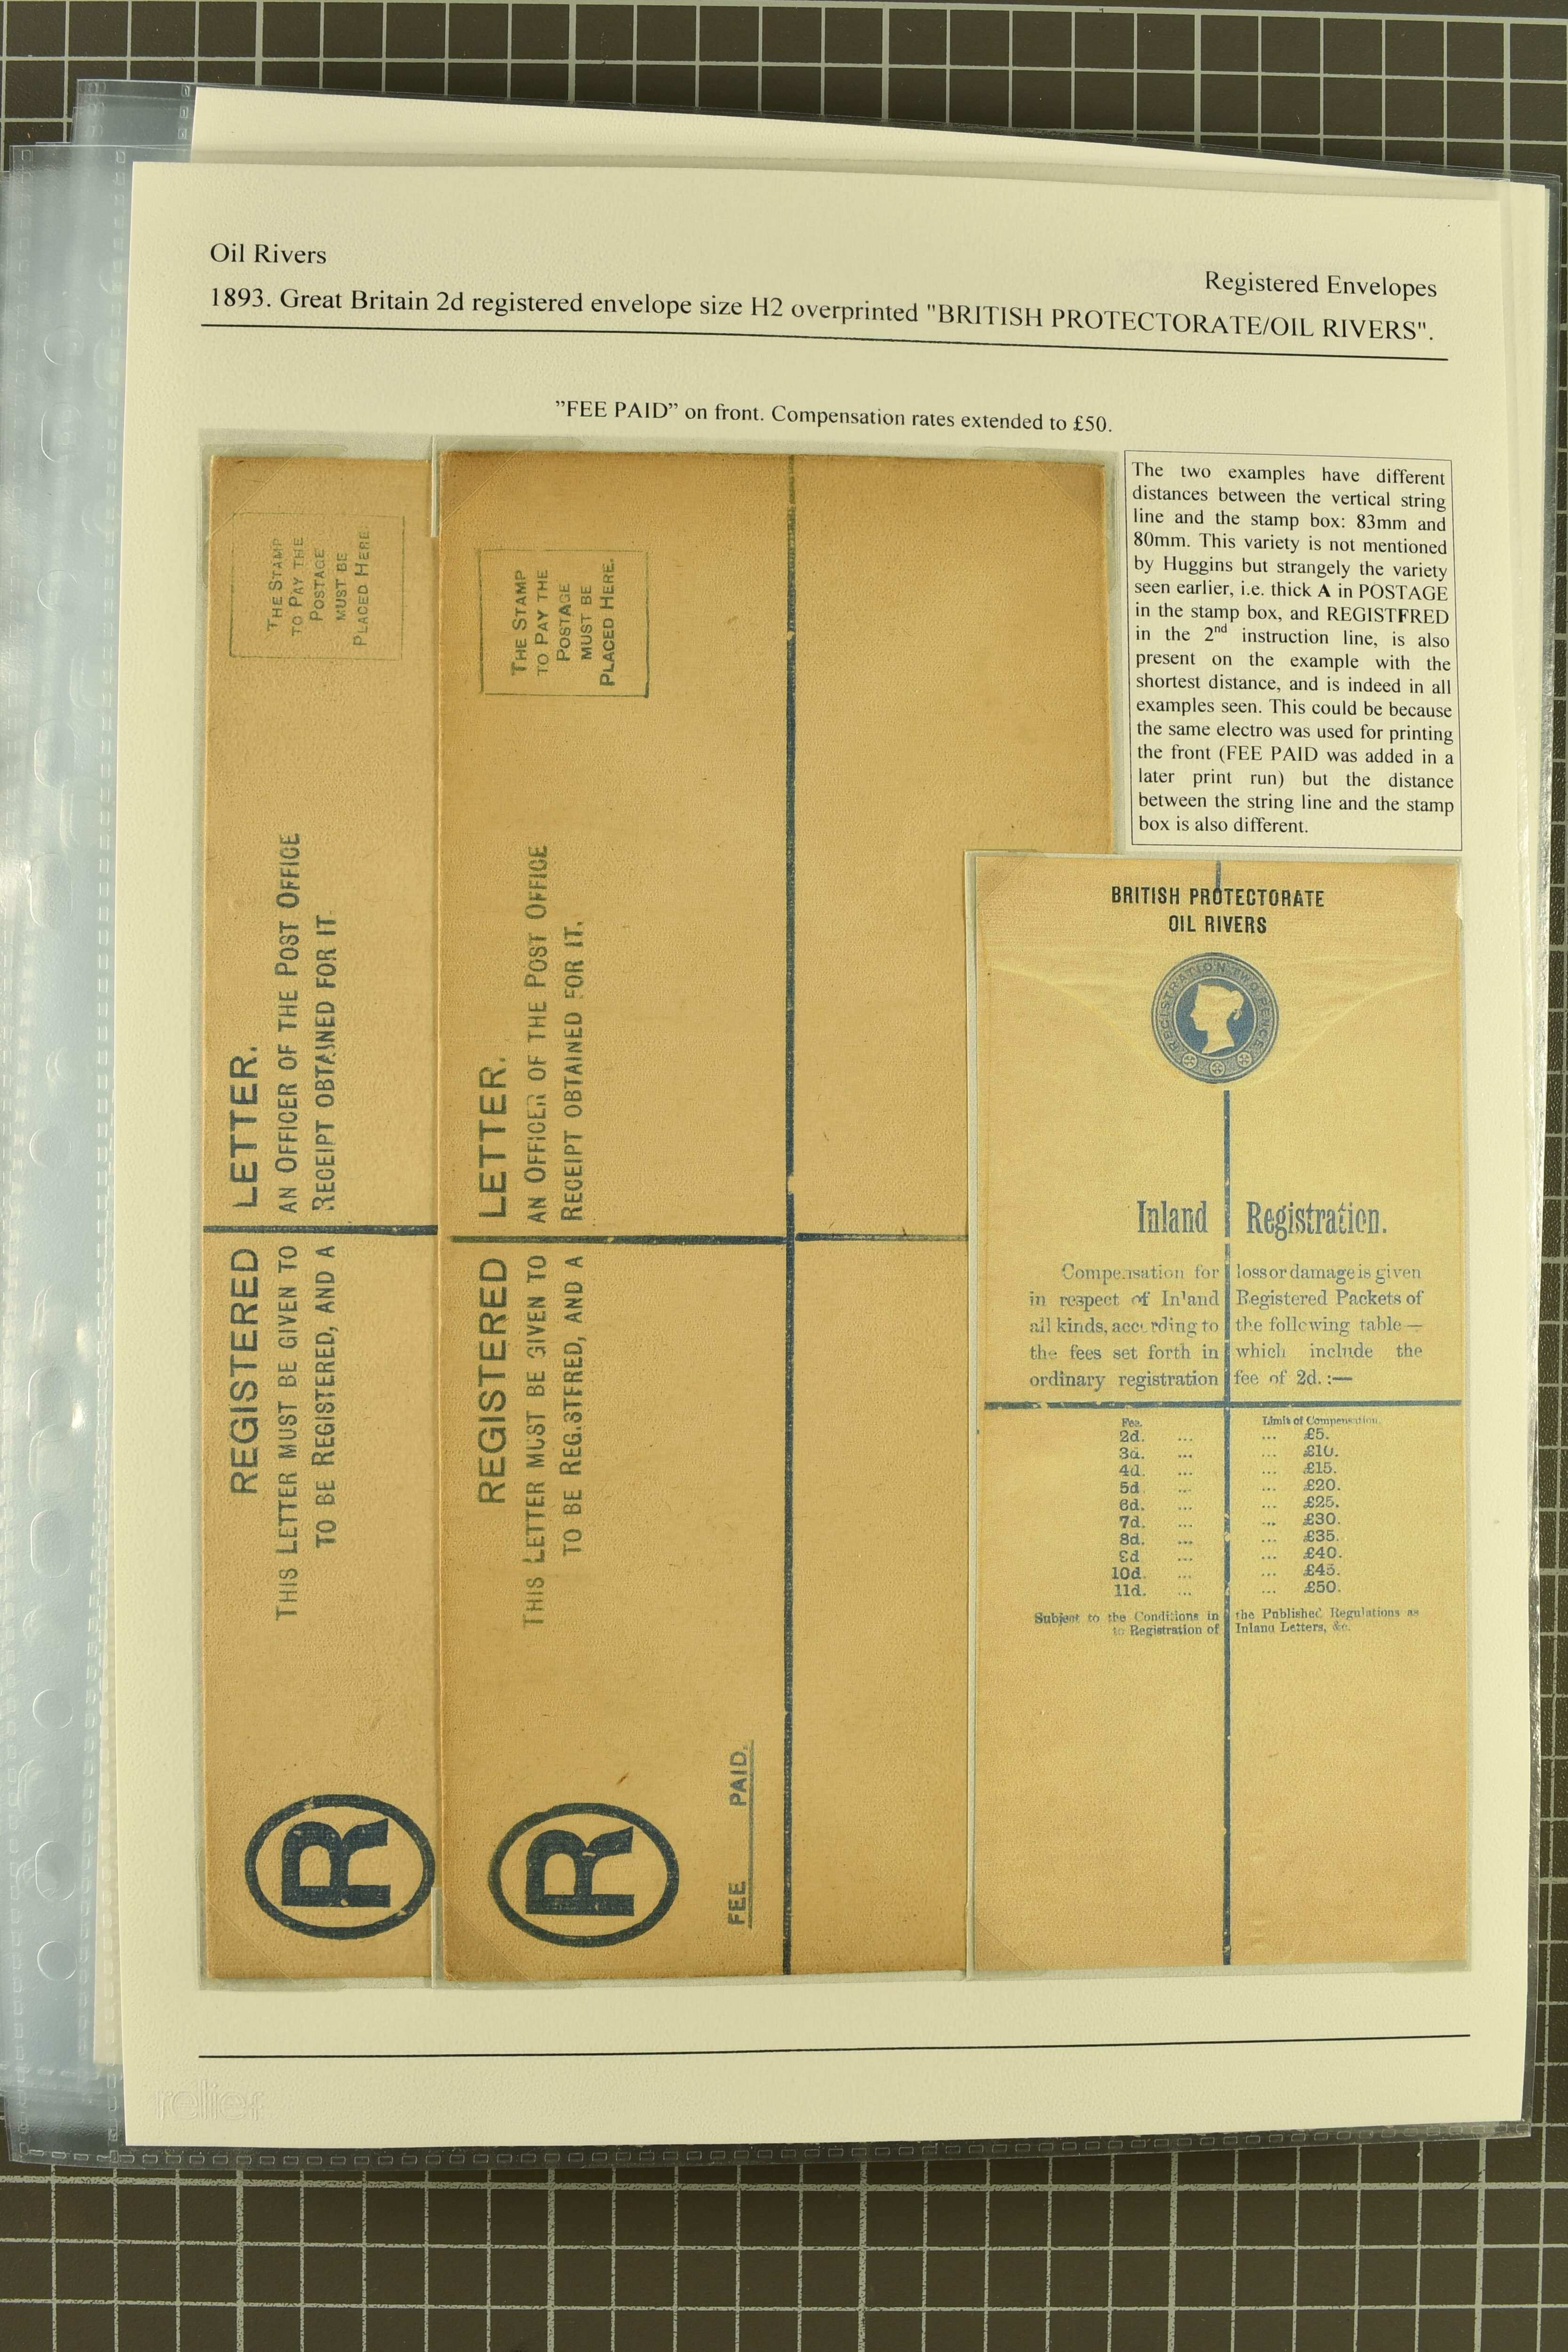 Oil Rivers
Registered Envelopes
1893. Great Britain 2d registered envelope size H2 overprinted "BRITISH PROTECTORATE/OIL RIVERS".
"FEE PAID" on front. Compensation rates extended to £50.
The two examples have different
distances between the vertical string
line and the stamp box: 83mm and
80mm. This variety is not mentioned
by Huggins but strangely the variety
seen earlier, i.e. thick A in POSTAGE
in the stamp box, and REGISTFRED
in the 2nd instruction line, is also
present on the example with the
shortest distance, and is indeed in all
examples seen. This could be because
the same electro was used for printing
the front (FEE PAID was added in a
later print run) but the distance
between the string line and the stamp
box is also different.
THE STAMP
TO PAY THE
POSTAGE
MUST BE
PLACED HERE.
REGISTERED LETTER.
THIS LETTER MUST BE GIVEN TO AN OFFICER OF THE POST OFFICE
TO BE REGISTERED, AND A RECEIPT OBTAINED FOR IT
R
THE STAMP
TO PAY THE
POSTAGE
MUST BE
PLACED HERE.
REGISTERED LETTER.
THIS LETTER MUST BE GIVEN TO AN OFFICER OF THE POST OFFICE
TO BE REGISTFRED, AND A RECEIPT OBTAINED FOR IT.
R
FEE PAID.
BRITISH PROTECTORATE
OIL RIVERS
REGISTRATION TWO PENCE
Inland Registration.
Compensation for loss or damage is given
in respect of Inland Registered Packets of
all kinds, according to the following table—
the fees set forth in which include the
ordinary registration fee of 2d. :—
Fee. Limit of Compensation.
2d. ... ... £5.
3d. ... ... £10.
4d. ... ... £15.
5d. ... ... £20.
6d. ... ... £25.
7d. ... ... £30.
8d. ... ... £35.
9d ... ... £40.
10d. ... ... £45.
11d. ... ... £50.
Subject to the Conditions in the Published Regulations as
to Registration of Inland Letters, &c.
relief